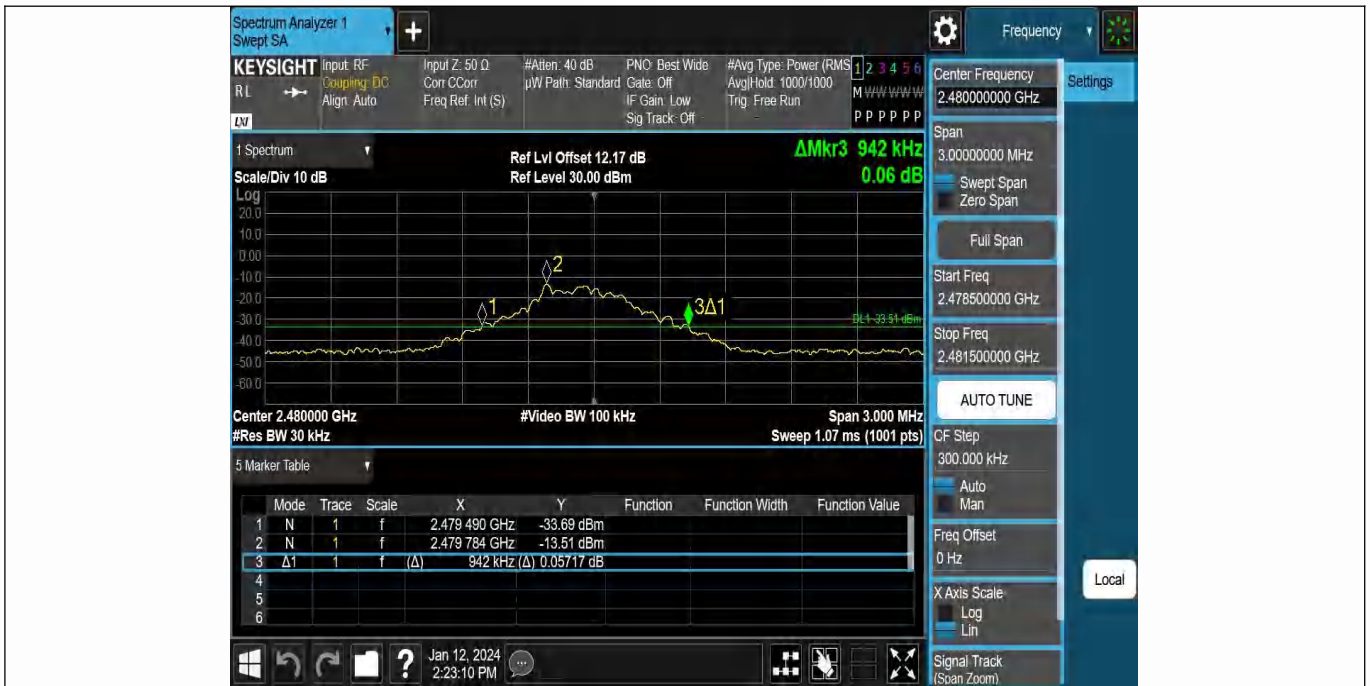 Spectrum Analyzer 1
Swept SA
+
Frequency
KEYSIGHT
RL
LXI
Input: RF
Coupling: DC
Align: Auto
Input Z: 50 Ω
Corr CCorr
Freq Ref: Int (S)
#Atten: 40 dB
µW Path: Standard
PNO: Best Wide
Gate: Off
IF Gain: Low
Sig Track: Off
#Avg Type: Power (RMS
Avg|Hold: 1000/1000
Trig: Free Run
1 2 3 4 5 6
M W W W W W
P P P P P P
1 Spectrum
Scale/Div 10 dB
Log
Ref Lvl Offset 12.17 dB
Ref Level 30.00 dBm
ΔMkr3 942 kHz
0.06 dB
20.0
10.0
0.00
-10.0
-20.0
-30.0
-40.0
-50.0
-60.0
1
2
3Δ1
DL1 -33.51 dBm
Center 2.480000 GHz
#Video BW 100 kHz
Span 3.000 MHz
#Res BW 30 kHz
Sweep 1.07 ms (1001 pts)
5 Marker Table
Mode Trace Scale X Y Function Function Width Function Value
1 N 1 f 2.479 490 GHz -33.69 dBm
2 N 1 f 2.479 784 GHz -13.51 dBm
3 Δ1 1 f (Δ) 942 kHz (Δ) 0.05717 dB
4
5
6
Jan 12, 2024
2:23:10 PM
Center Frequency
2.480000000 GHz
Settings
Span
3.00000000 MHz
Swept Span
Zero Span
Full Span
Start Freq
2.478500000 GHz
Stop Freq
2.481500000 GHz
AUTO TUNE
CF Step
300.000 kHz
Auto
Man
Freq Offset
0 Hz
X Axis Scale
Log
Lin
Signal Track
(Span Zoom)
Local